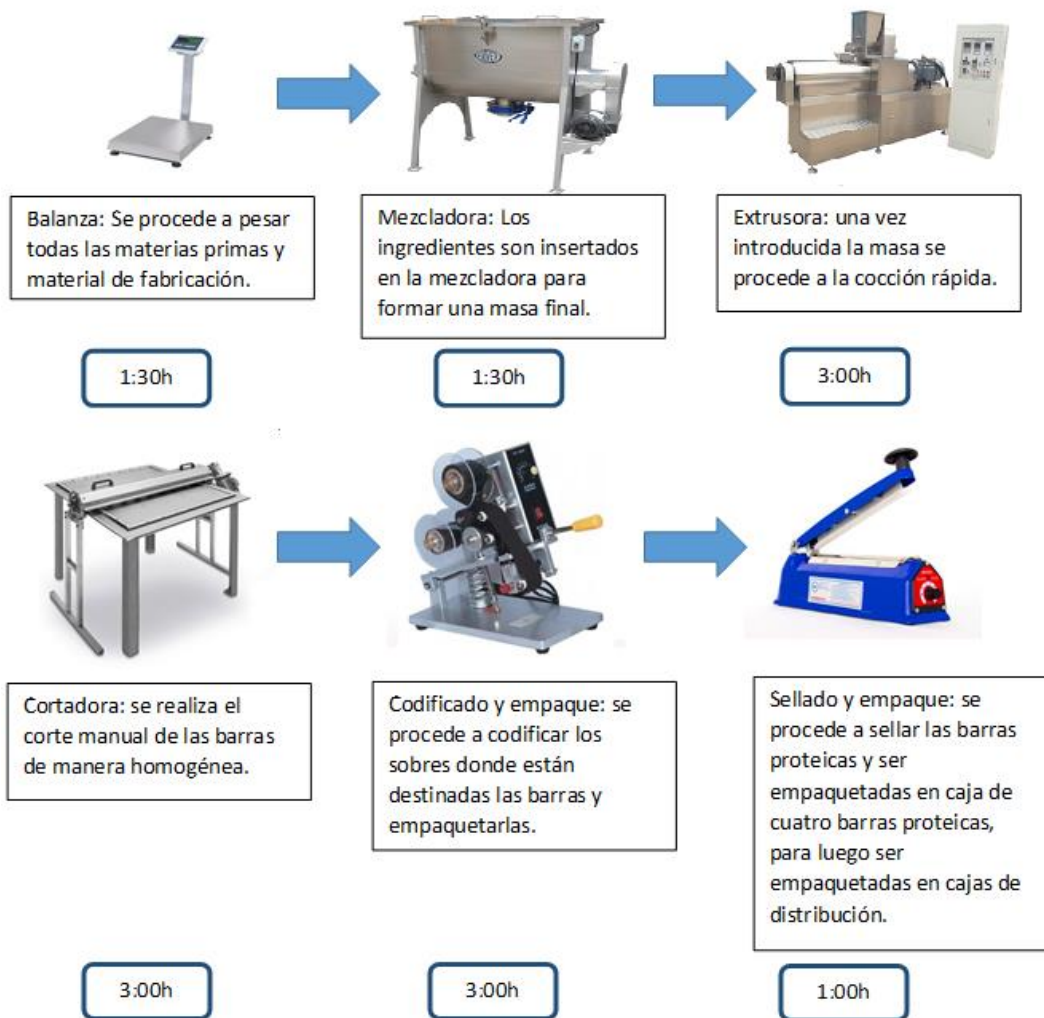 Balanza: Se procede a pesar
todas las materias primas y
material de fabricación.
Mezcladora: Los
ingredientes son insertados
en la mezcladora para
formar una masa final.
Extrusora: una vez
introducida la masa se
procede a la cocción rápida.
1:30h
1:30h
3:00h
Cortadora: se realiza el
corte manual de las barras
de manera homogénea.
Codificado y empaque: se
procede a codificar los
sobres donde están
destinadas las barras y
empaquetarlas.
Sellado y empaque: se
procede a sellar las barras
proteicas y ser
empaquetadas en caja de
cuatro barras proteicas,
para luego ser
empaquetadas en cajas de
distribución.
3:00h
3:00h
1:00h